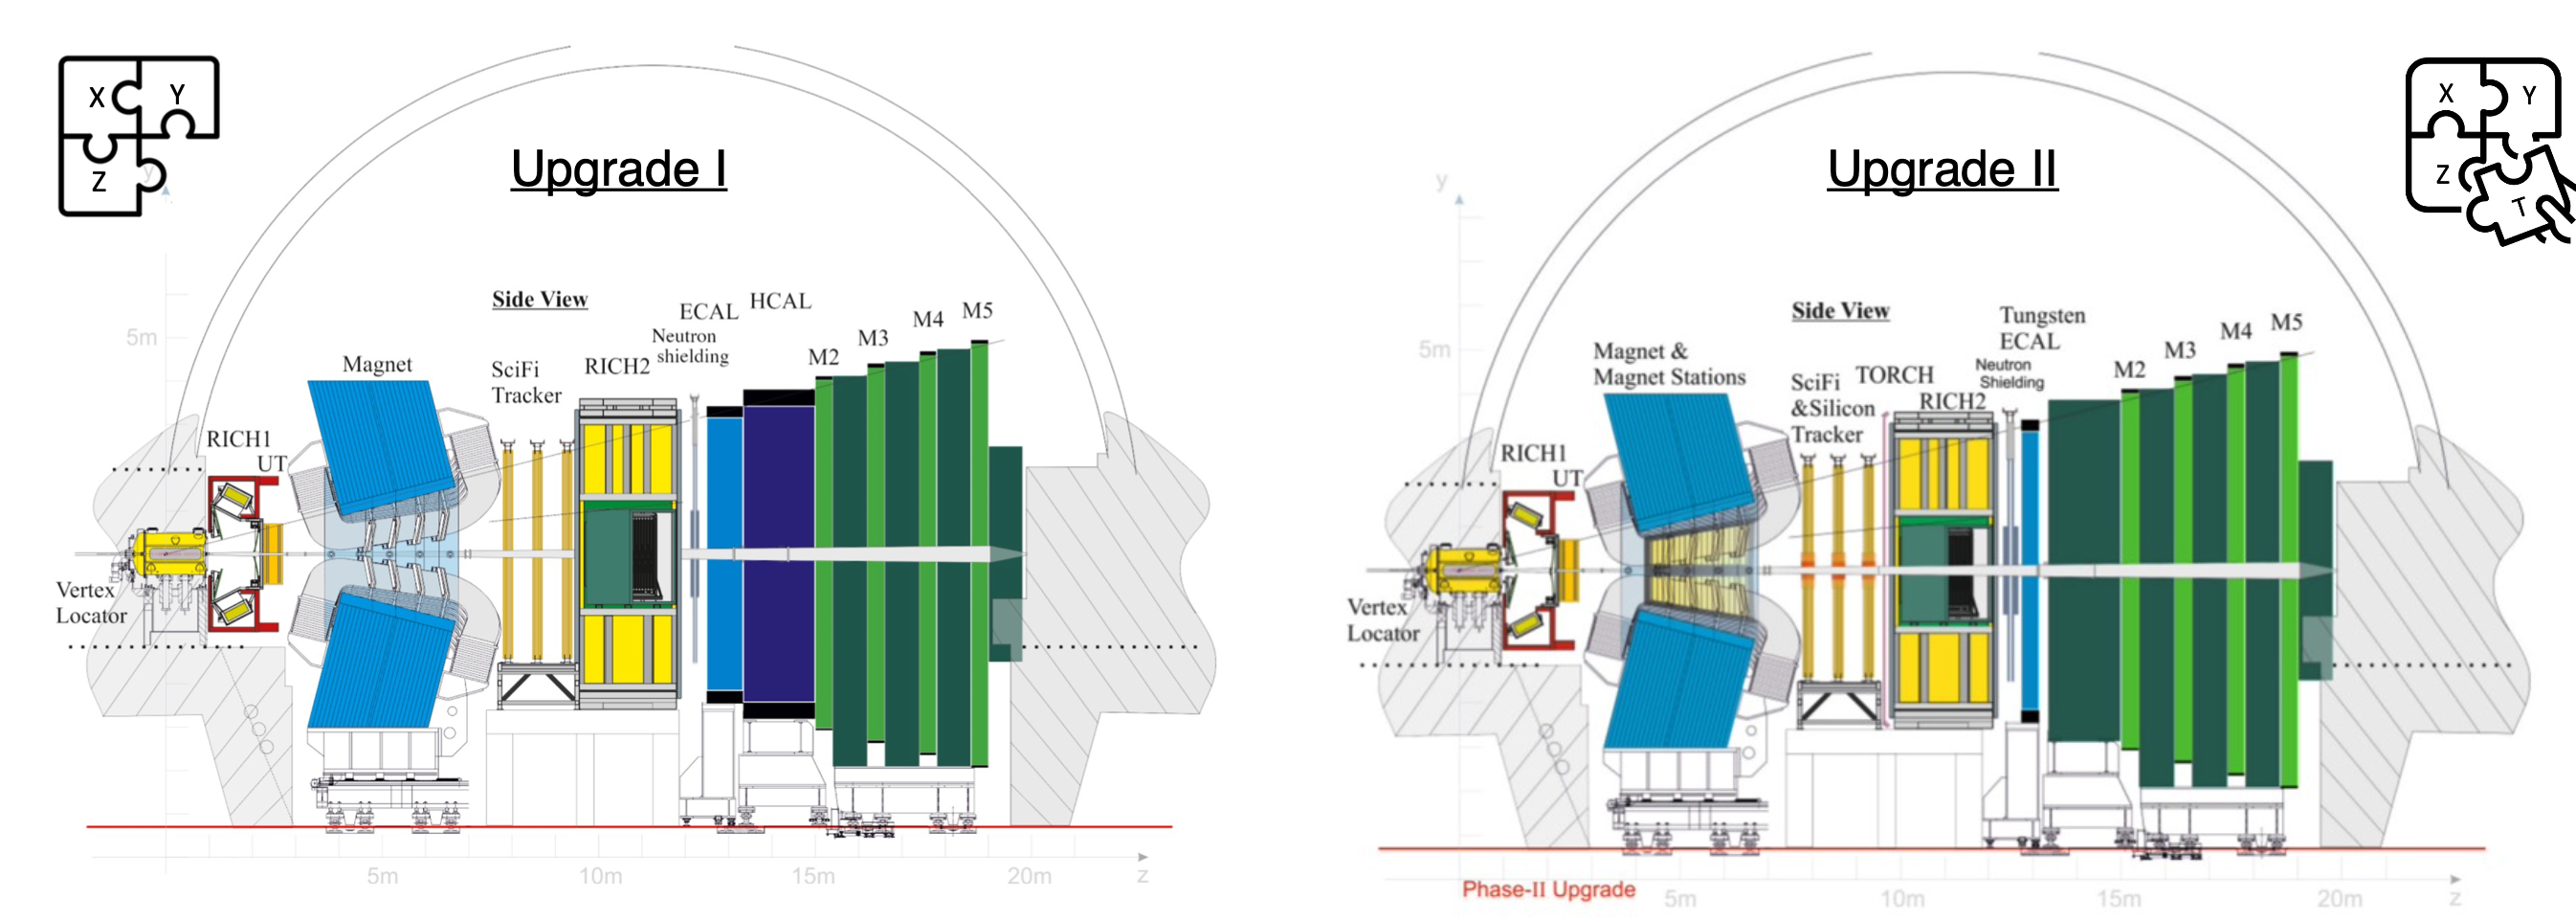 X Y
Z
y
Upgrade I
Side View
5m
Magnet
SciFi
Tracker
RICH2
ECAL
Neutron
shielding
HCAL
M2
M3
M4
M5
RICH1
UT
Vertex
Locator
5m
10m
15m
20m
z
X Y
Z T
y
Upgrade II
Side View
5m
Magnet &
Magnet Stations
SciFi
&Silicon
Tracker
TORCH
RICH2
Tungsten
ECAL
Neutron
Shielding
M2
M3
M4
M5
RICH1
UT
Vertex
Locator
Phase-II Upgrade
5m
10m
15m
20m
z